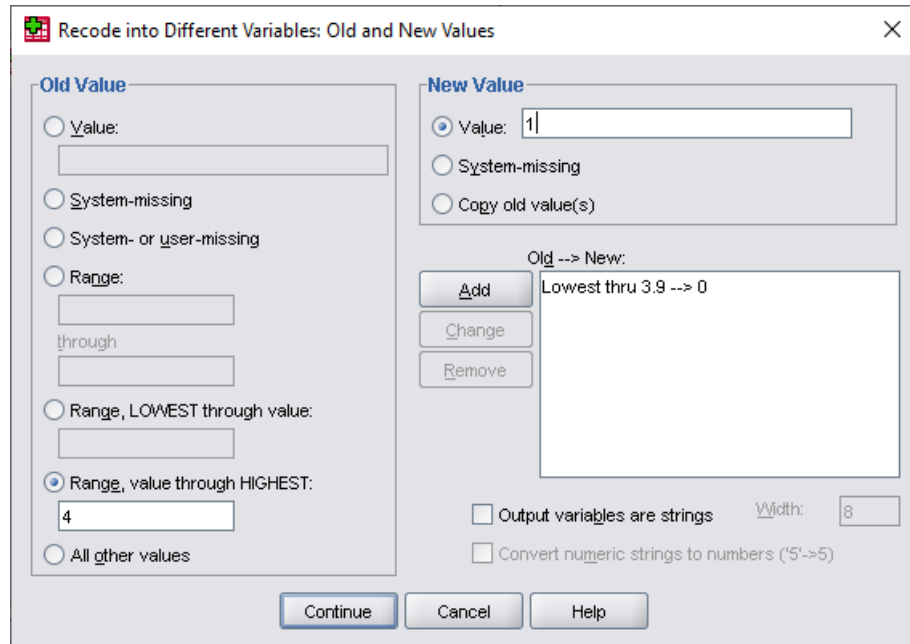 Recode into Different Variables: Old and New Values
Old Value
Value:
System-missing
System- or user-missing
Range:
through
Range, LOWEST through value:
Range, value through HIGHEST:
4
All other values
New Value
Value: 1
System-missing
Copy old value(s)
Old --> New:
Add
Change
Remove
Lowest thru 3.9 --> 0
Output variables are strings Width: 8
Convert numeric strings to numbers ('5'->5)
Continue Cancel Help